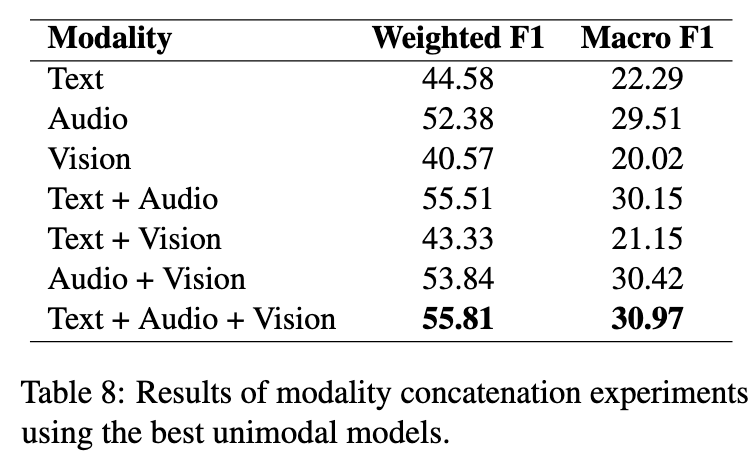 Modality Weighted F1 Macro F1
Text 44.58 22.29
Audio 52.38 29.51
Vision 40.57 20.02
Text + Audio 55.51 30.15
Text + Vision 43.33 21.15
Audio + Vision 53.84 30.42
Text + Audio + Vision 55.81 30.97
Table 8: Results of modality concatenation experiments
using the best unimodal models.